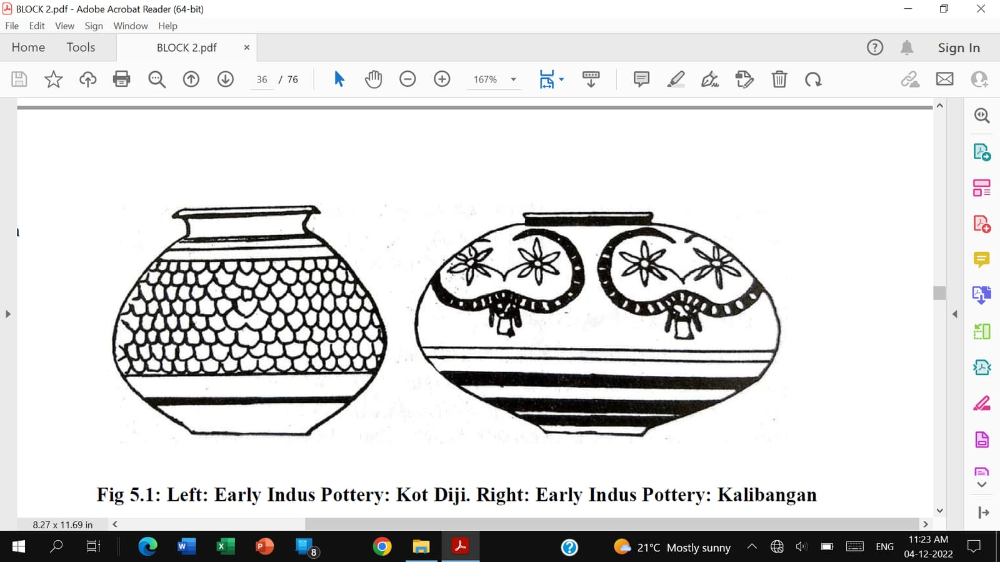 BLOCK 2.pdf - Adobe Acrobat Reader (64-bit)
File Edit View Sign Window Help
Home Tools BLOCK 2.pdf × Sign In
36 / 76 167%
Fig 5.1: Left: Early Indus Pottery: Kot Diji. Right: Early Indus Pottery: Kalibangan
8.27 x 11.69 in
8 21°C Mostly sunny ENG 11:23 AM
04-12-2022